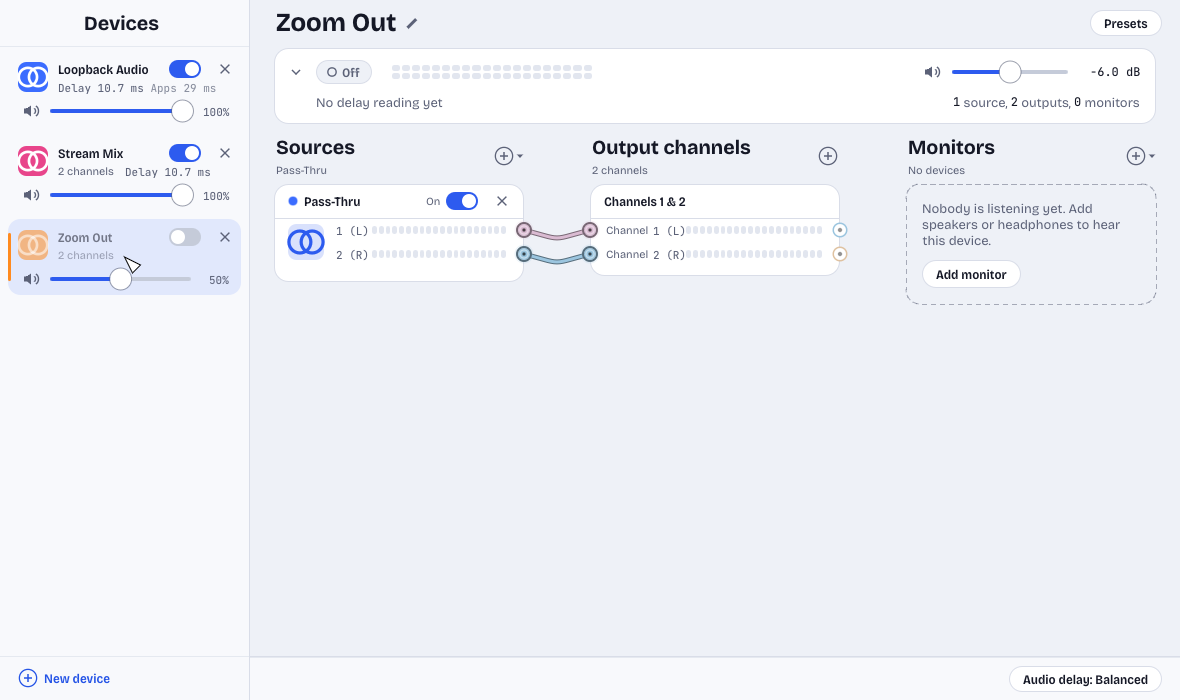 Devices
Loopback Audio
Delay 10.7 ms Apps 29 ms
100%
Stream Mix
2 channels Delay 10.7 ms
100%
Zoom Out
2 channels
50%
New device
Zoom Out
Presets
Off
-6.0 dB
No delay reading yet
1 source, 2 outputs, 0 monitors
Sources
Pass-Thru
Pass-Thru
On
1 (L)
2 (R)
Output channels
2 channels
Channels 1 & 2
Channel 1 (L)
Channel 2 (R)
Monitors
No devices
Nobody is listening yet. Add
speakers or headphones to hear
this device.
Add monitor
Audio delay: Balanced